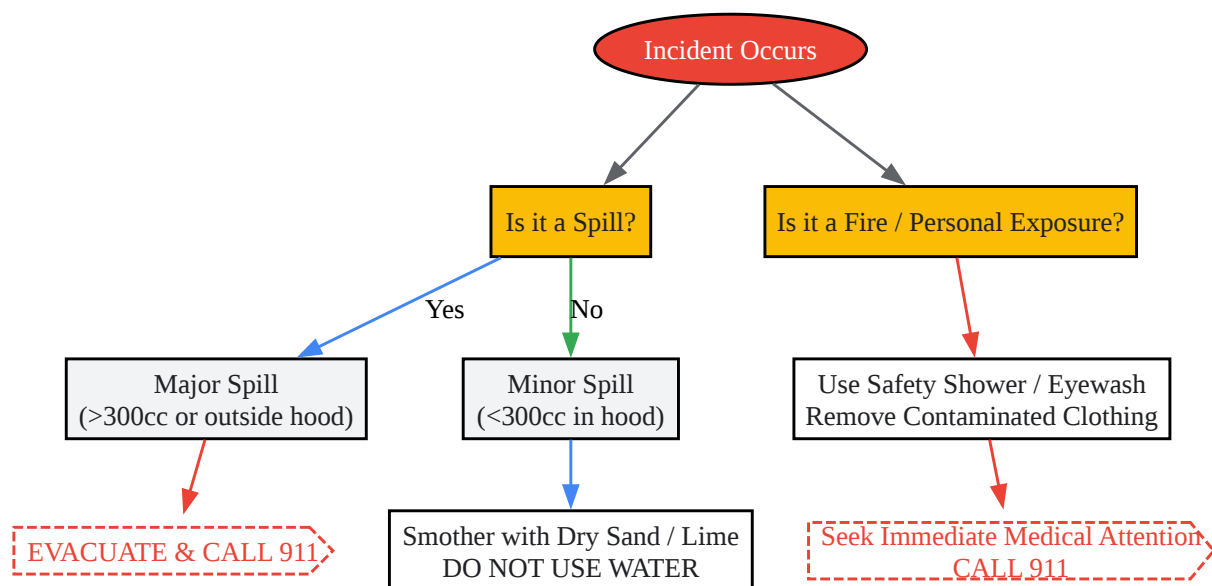 Incident Occurs
Is it a Spill?
Is it a Fire / Personal Exposure?
Yes
No
Major Spill
(>300cc or outside hood)
Minor Spill
(<300cc in hood)
Use Safety Shower / Eyewash
Remove Contaminated Clothing
EVACUATE & CALL 911
Smother with Dry Sand / Lime
DO NOT USE WATER
Seek Immediate Medical Attention
CALL 911